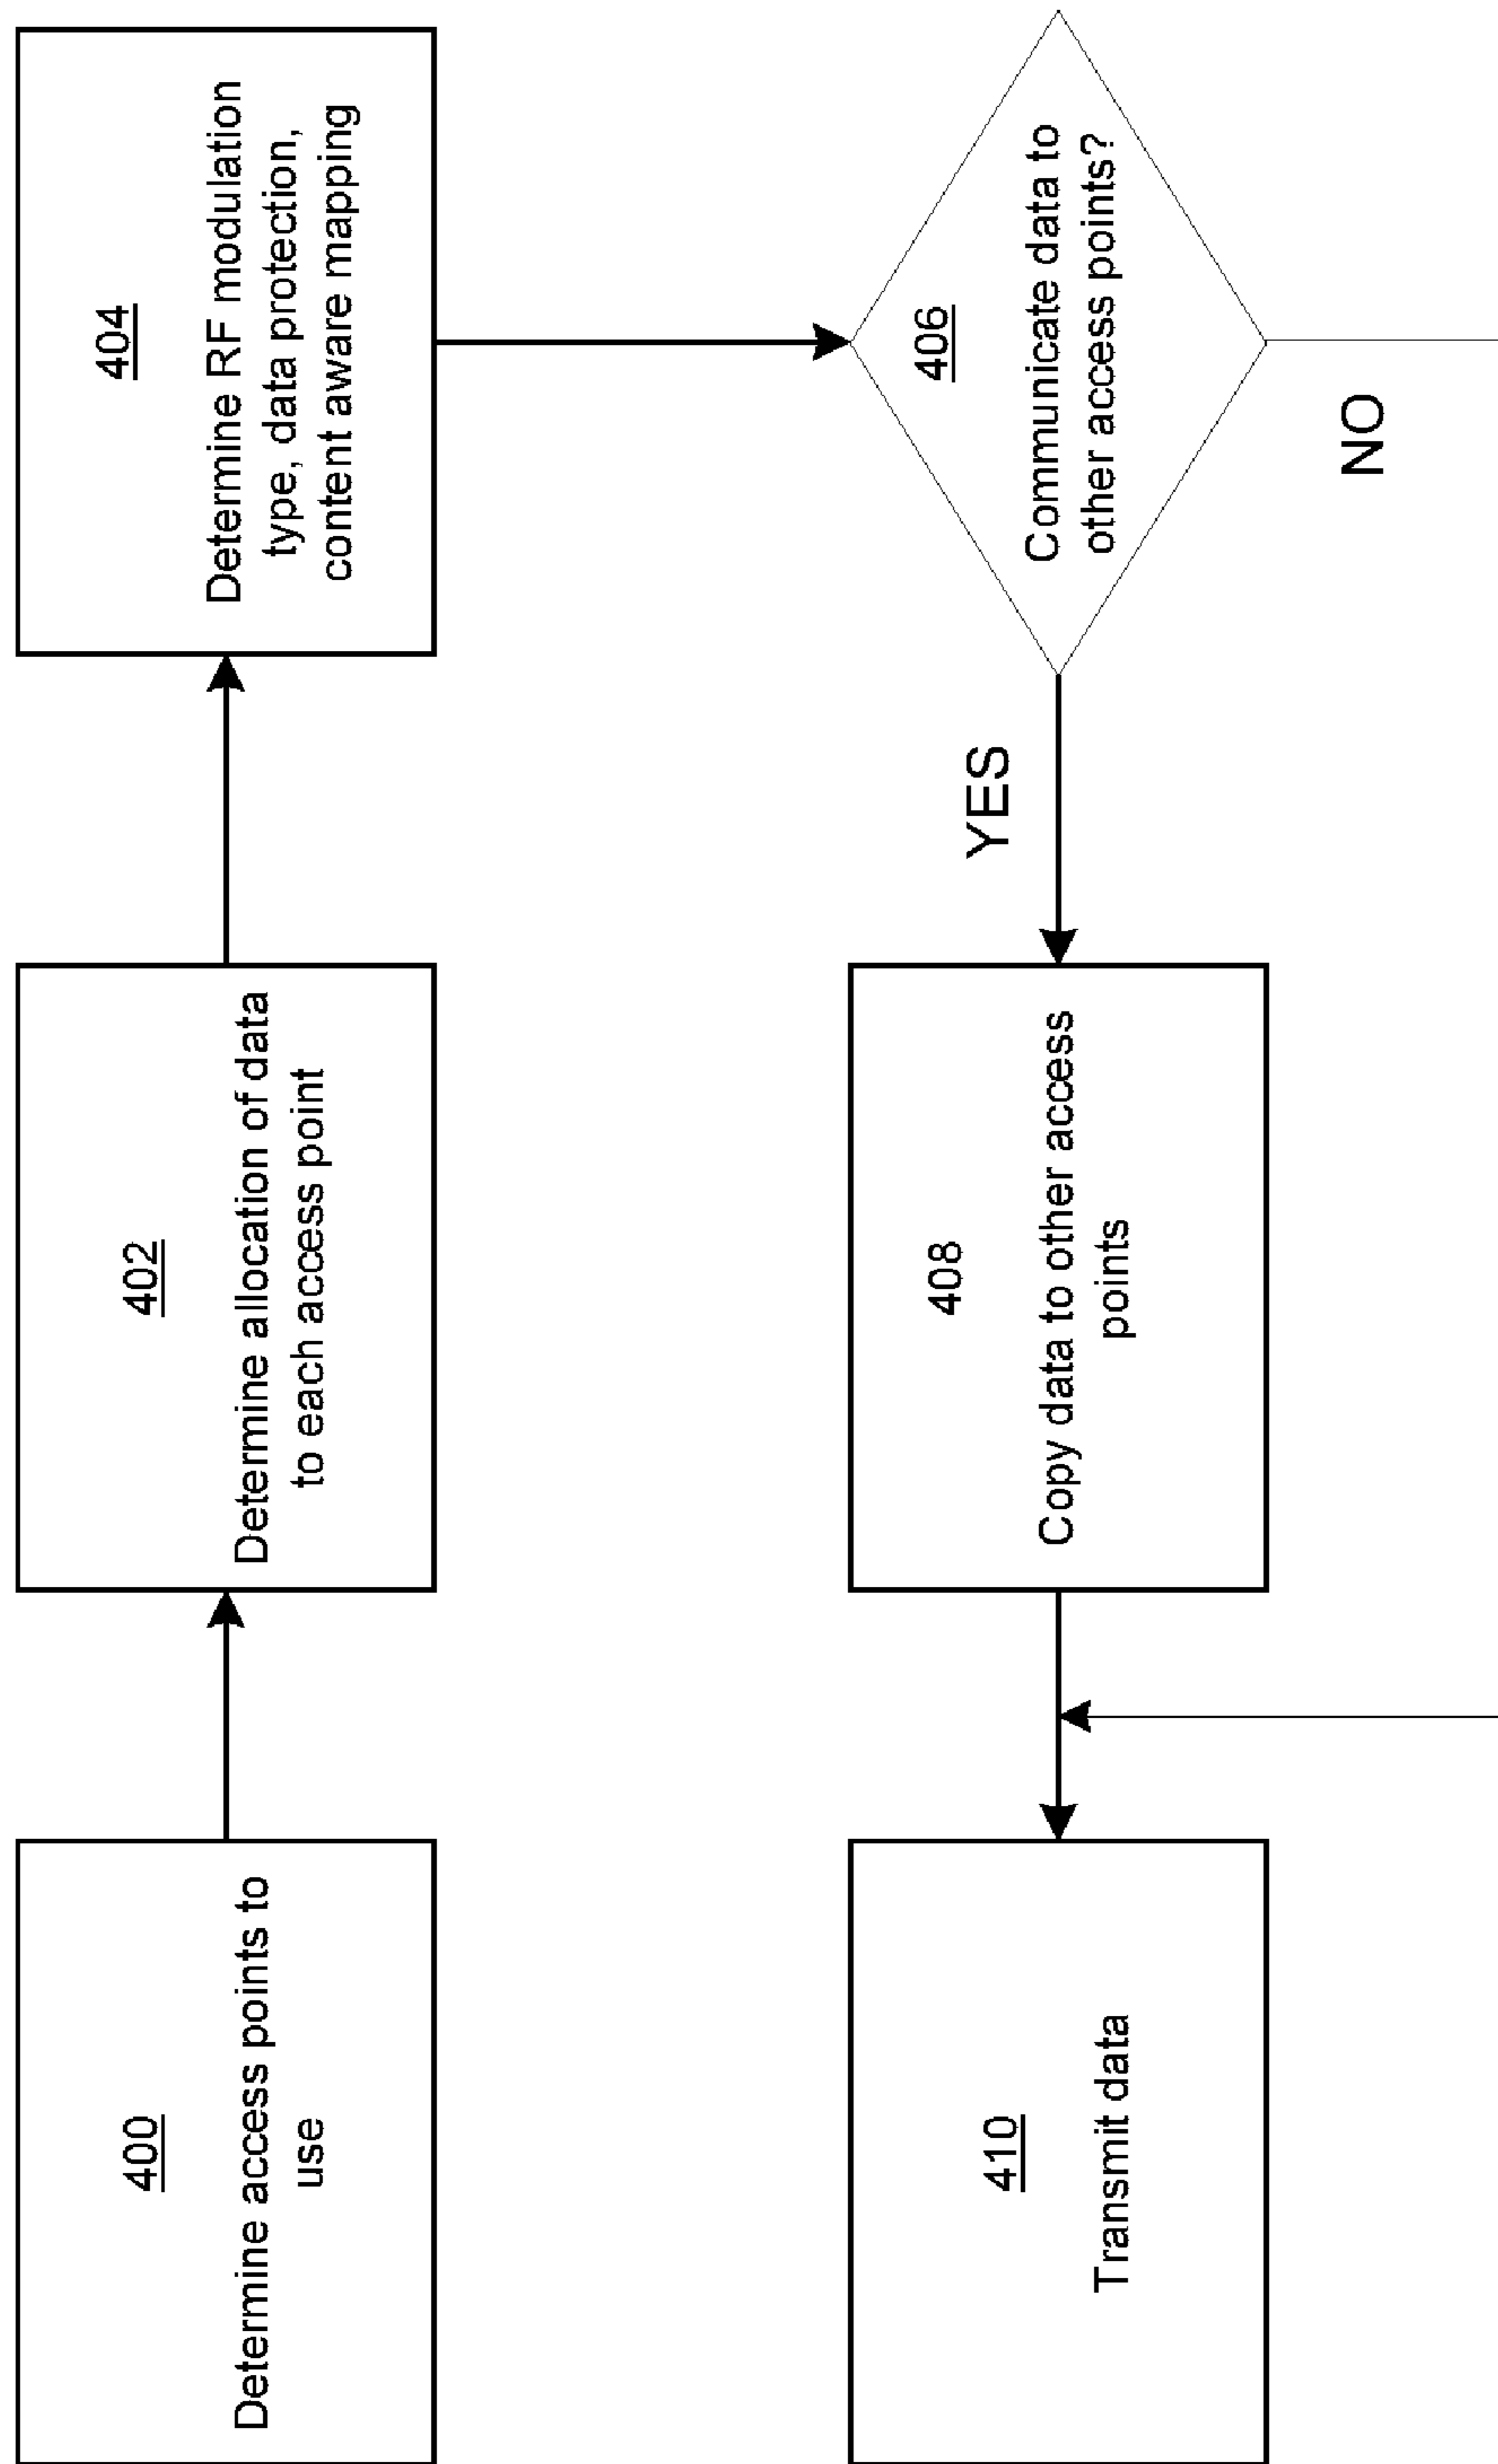 400
Determine access points to
use
402
Determine allocation of data
to each access point
404
Determine RF modulation
type, data protection,
content aware mapping
406
Communicate data to
other access points?
YES
NO
408
Copy data to other access
points
410
Transmit data